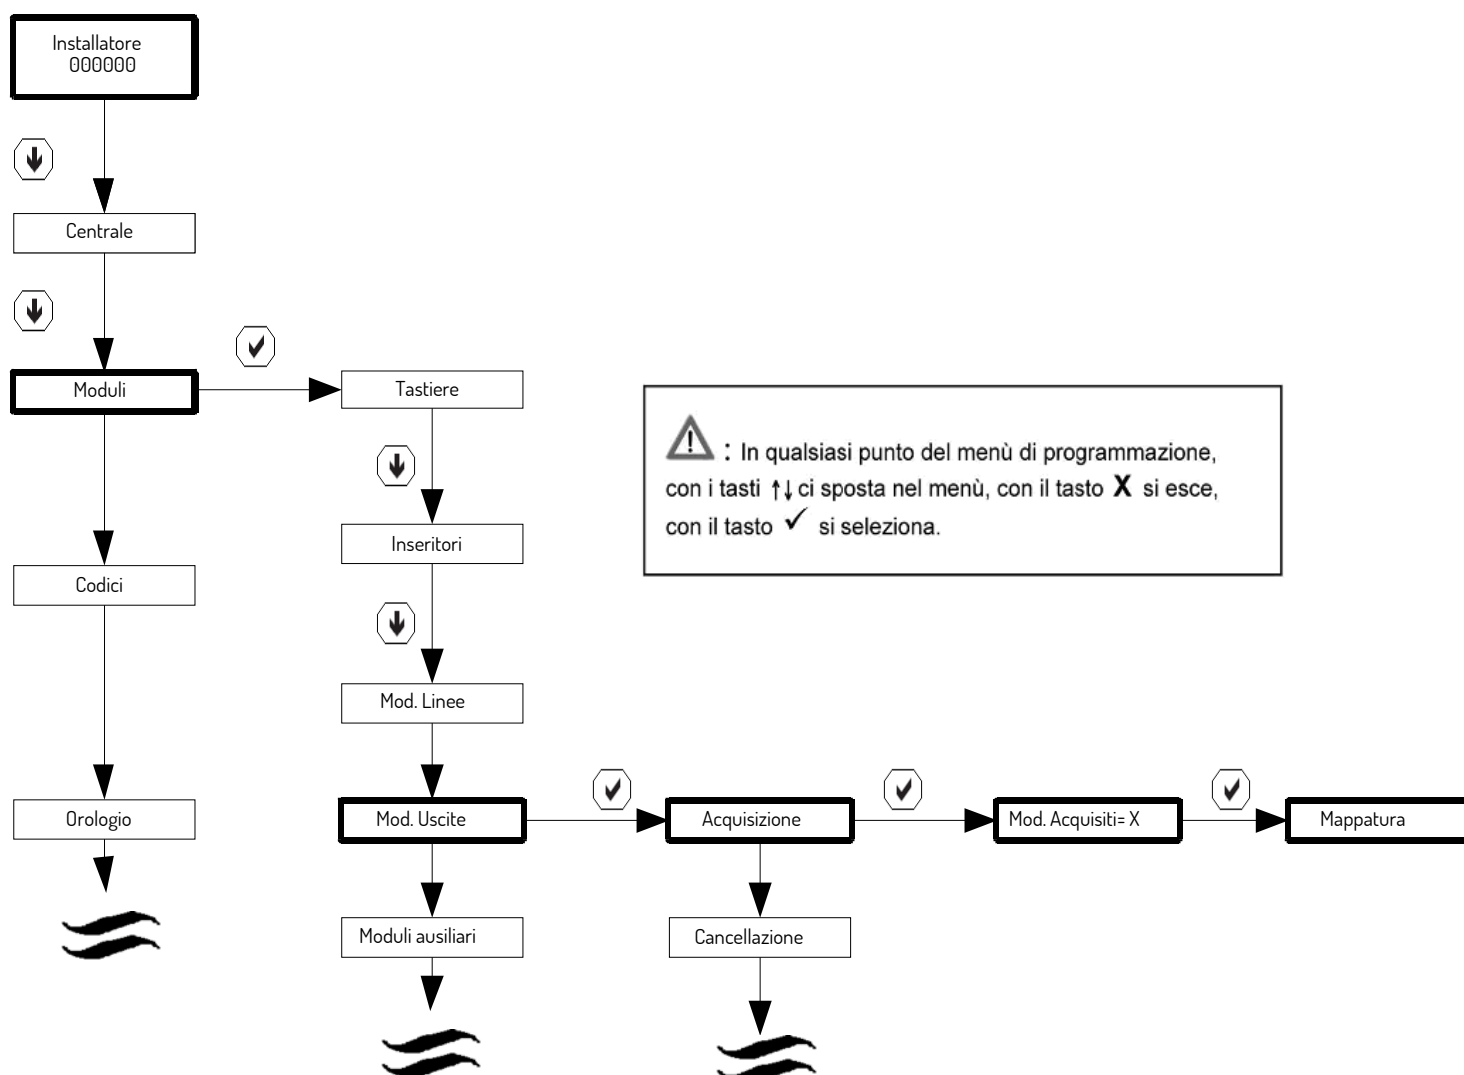 Installatore
000000
Centrale
Moduli
Tastiere
: In qualsiasi punto del menù di programmazione,
con i tasti ↑↓ ci sposta nel menù, con il tasto X si esce,
con il tasto ✓ si seleziona.
Inseritori
Codici
Mod. Linee
Orologio
Mod. Uscite
Acquisizione
Mod. Acquisiti= X
Mappatura
Moduli ausiliari
Cancellazione